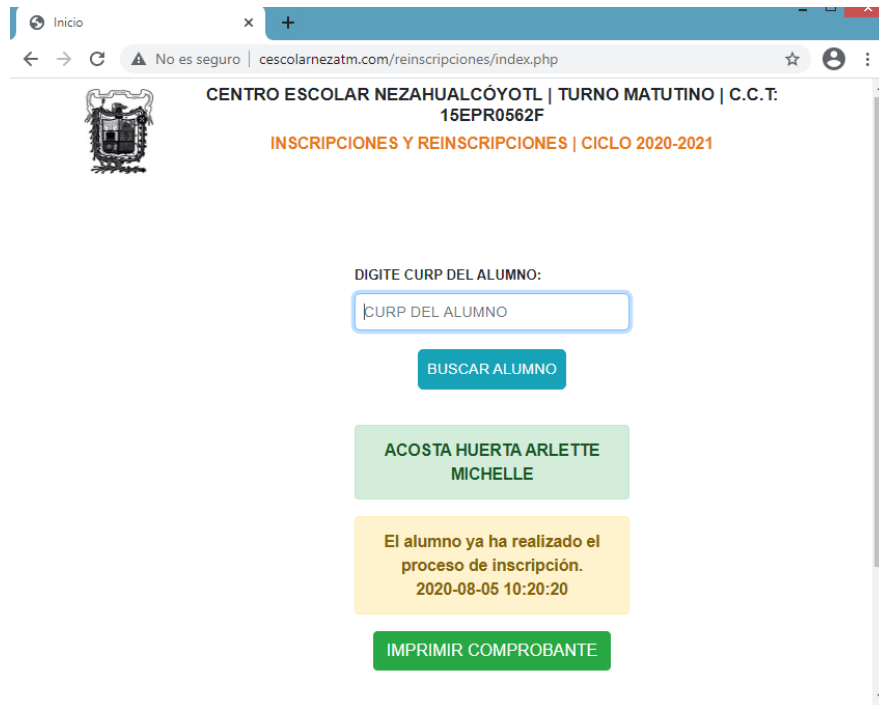 Inicio
No es seguro | cescolarnezatm.com/reinscripciones/index.php
CENTRO ESCOLAR NEZAHUALCÓYOTL | TURNO MATUTINO | C.C.T:
15EPR0562F
INSCRIPCIONES Y REINSCRIPCIONES | CICLO 2020-2021
DIGITE CURP DEL ALUMNO:
CURP DEL ALUMNO
BUSCAR ALUMNO
ACOSTA HUERTA ARLETTE
MICHELLE
El alumno ya ha realizado el
proceso de inscripción.
2020-08-05 10:20:20
IMPRIMIR COMPROBANTE